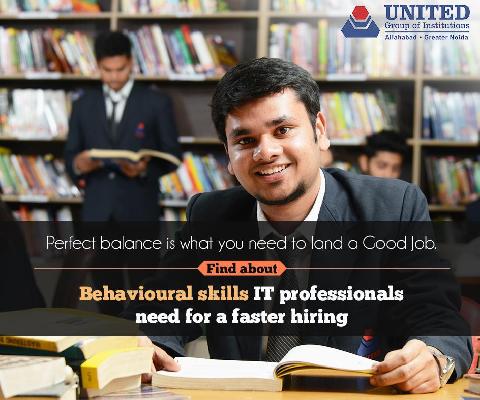 UNITED
Group of Institutions
Allahabad • Greater Noida
Perfect balance is what you need to land a Good Job.
Find about
Behavioural skills IT professionals
need for a faster hiring